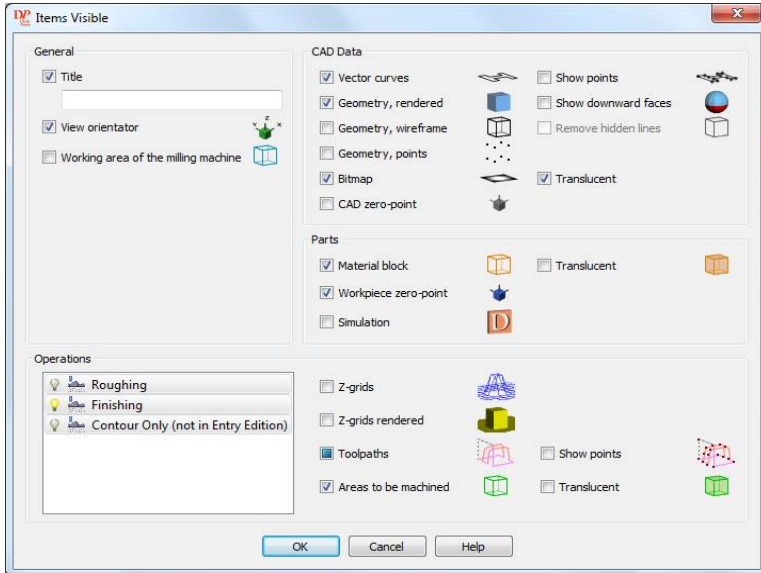 Items Visible
General
Title
View orientator
Working area of the milling machine
CAD Data
Vector curves
Show points
Geometry, rendered
Show downward faces
Geometry, wireframe
Remove hidden lines
Geometry, points
Bitmap
Translucent
CAD zero-point
Parts
Material block
Translucent
Workpiece zero-point
Simulation
Operations
Roughing
Finishing
Contour Only (not in Entry Edition)
Z-grids
Z-grids rendered
Toolpaths
Show points
Areas to be machined
Translucent
OK
Cancel
Help